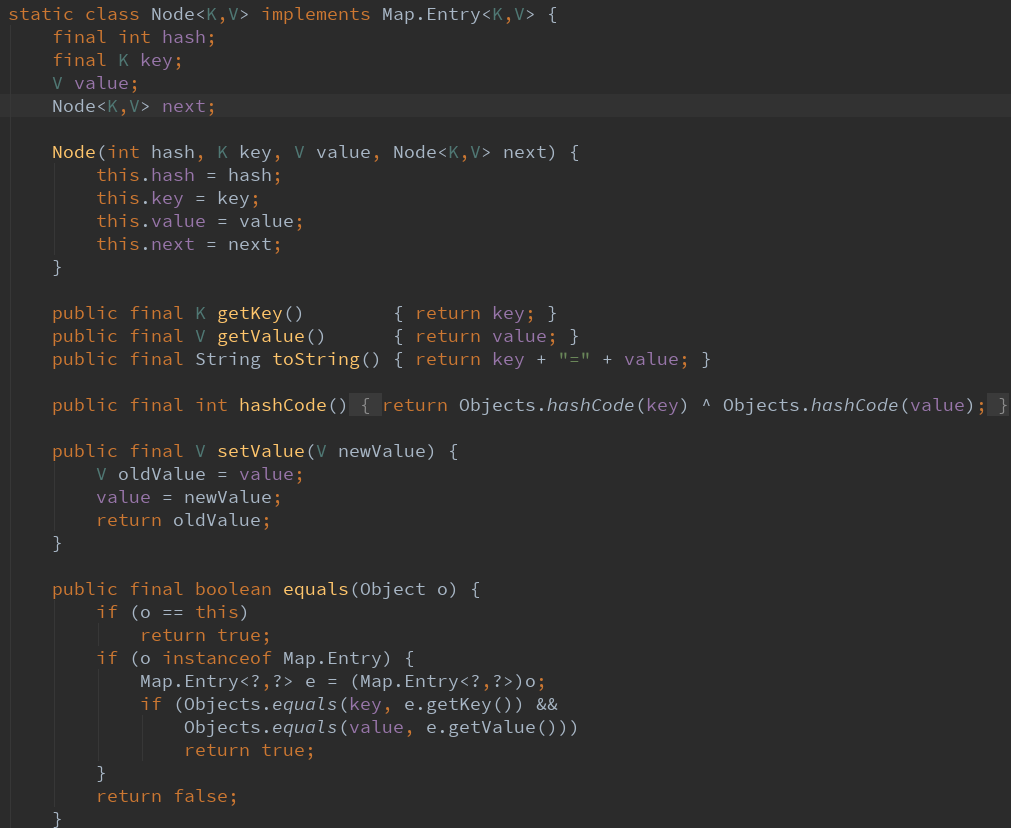 static class Node<K,V> implements Map.Entry<K,V> {
    final int hash;
    final K key;
    V value;
    Node<K,V> next;

    Node(int hash, K key, V value, Node<K,V> next) {
        this.hash = hash;
        this.key = key;
        this.value = value;
        this.next = next;
    }

    public final K getKey()        { return key; }
    public final V getValue()      { return value; }
    public final String toString() { return key + "=" + value; }

    public final int hashCode() { return Objects.hashCode(key) ^ Objects.hashCode(value); }

    public final V setValue(V newValue) {
        V oldValue = value;
        value = newValue;
        return oldValue;
    }

    public final boolean equals(Object o) {
        if (o == this)
            return true;
        if (o instanceof Map.Entry) {
            Map.Entry<?,?> e = (Map.Entry<?,?>)o;
            if (Objects.equals(key, e.getKey()) &&
                Objects.equals(value, e.getValue()))
                return true;
        }
        return false;
    }